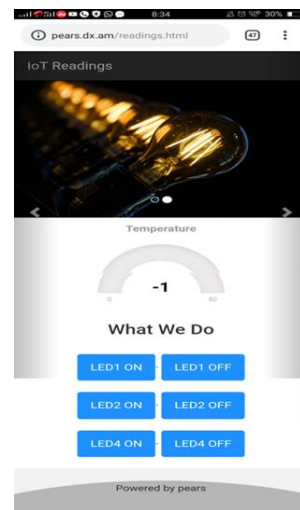 8:34
30%
pears.dx.am/readings.html
47
IoT Readings
Temperature
-1
0
40
What We Do
LED1 ON - LED1 OFF
LED2 ON - LED2 OFF
LED4 ON - LED4 OFF
Powered by pears